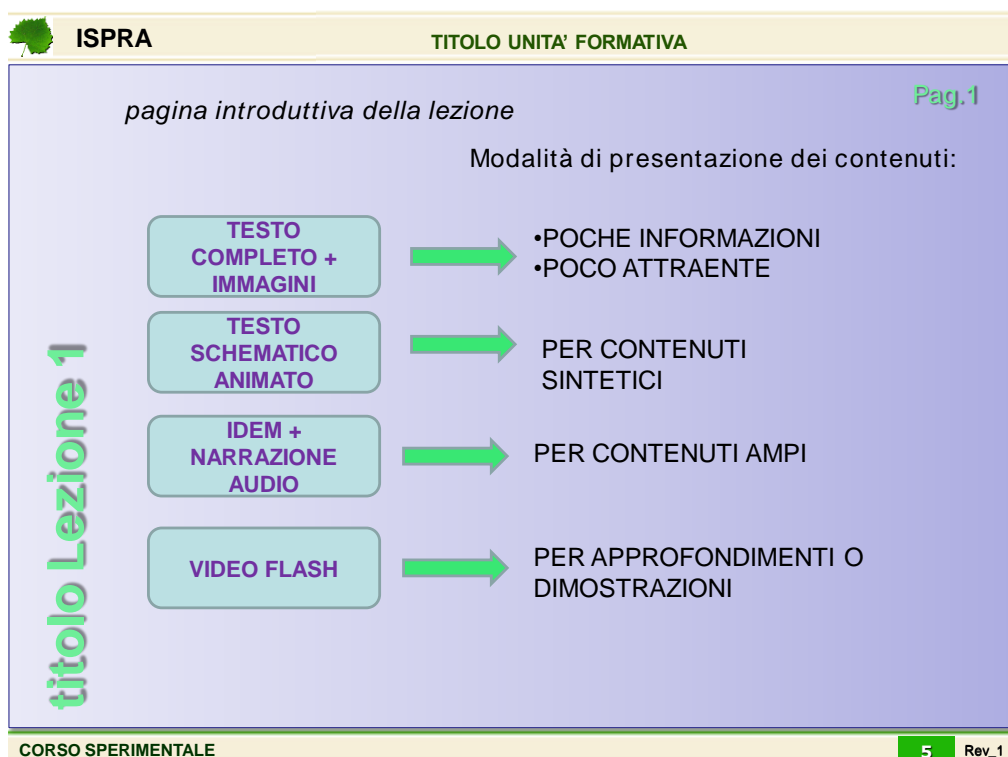 ISPRA
TITOLO UNITA’ FORMATIVA
Pag.1
pagina introduttiva della lezione
Modalità di presentazione dei contenuti:
TESTO
COMPLETO +
IMMAGINI
•POCHE INFORMAZIONI
•POCO ATTRAENTE
TESTO
SCHEMATICO
ANIMATO
PER CONTENUTI
SINTETICI
IDEM +
NARRAZIONE
AUDIO
PER CONTENUTI AMPI
VIDEO FLASH
PER APPROFONDIMENTI O
DIMOSTRAZIONI
titolo Lezione 1
CORSO SPERIMENTALE
5
Rev_1